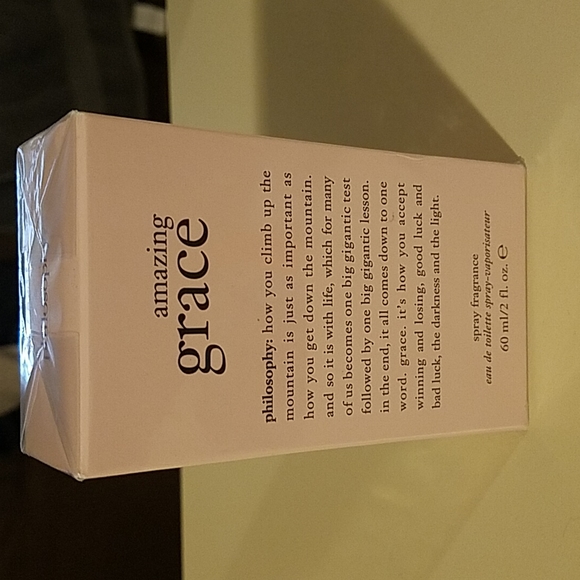 amazing
grace
philosophy: how you climb up the
mountain is just as important as
how you get down the mountain.
and so it is with life, which for many
of us becomes one big gigantic test
followed by one big gigantic lesson.
in the end, it all comes down to one
word. grace. it's how you accept
winning and losing, good luck and
bad luck, the darkness and the light.
spray fragrance
eau de toilette spray-vaporisateur
60 ml/2 fl. oz. ℮